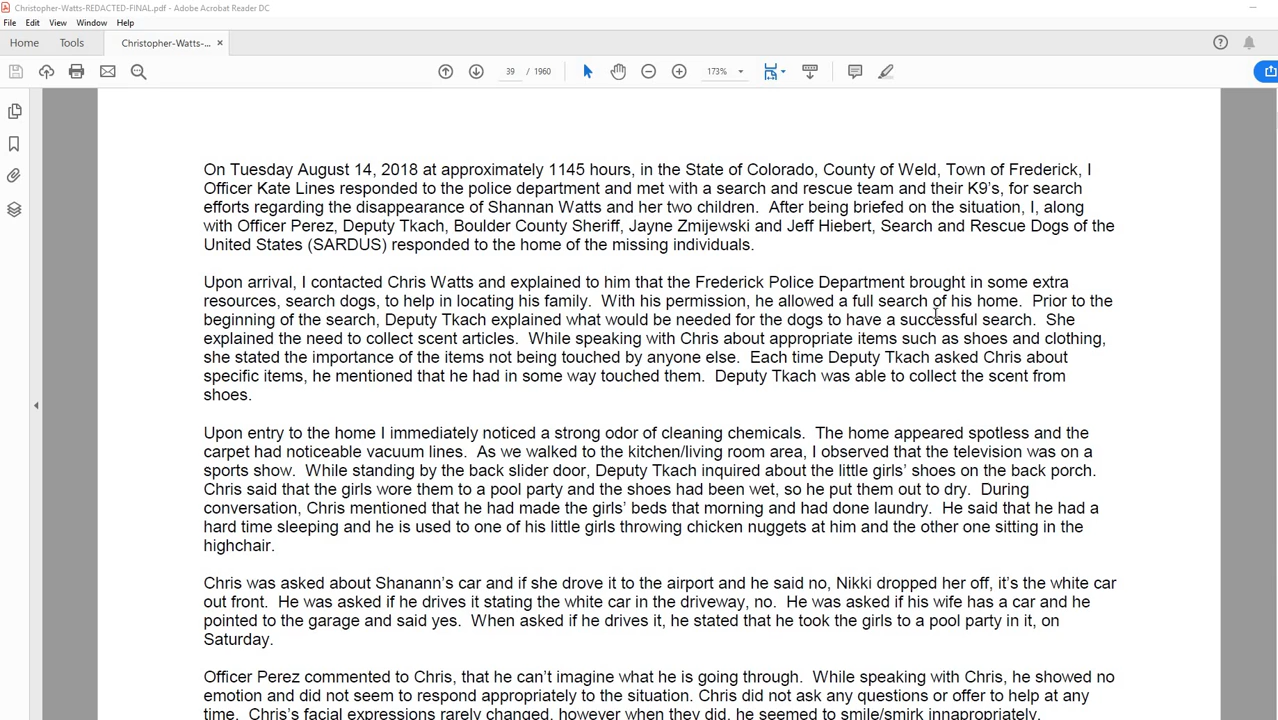 Christopher-Watts-REDACTED-FINAL.pdf - Adobe Acrobat Reader DC
File Edit View Window Help
Home Tools Christopher-Watts-... ×
39 / 1960 173%
On Tuesday August 14, 2018 at approximately 1145 hours, in the State of Colorado, County of Weld, Town of Frederick, I
Officer Kate Lines responded to the police department and met with a search and rescue team and their K9's, for search
efforts regarding the disappearance of Shannan Watts and her two children. After being briefed on the situation, I, along
with Officer Perez, Deputy Tkach, Boulder County Sheriff, Jayne Zmijewski and Jeff Hiebert, Search and Rescue Dogs of the
United States (SARDUS) responded to the home of the missing individuals.
Upon arrival, I contacted Chris Watts and explained to him that the Frederick Police Department brought in some extra
resources, search dogs, to help in locating his family. With his permission, he allowed a full search of his home. Prior to the
beginning of the search, Deputy Tkach explained what would be needed for the dogs to have a successful search. She
explained the need to collect scent articles. While speaking with Chris about appropriate items such as shoes and clothing,
she stated the importance of the items not being touched by anyone else. Each time Deputy Tkach asked Chris about
specific items, he mentioned that he had in some way touched them. Deputy Tkach was able to collect the scent from
shoes.
Upon entry to the home I immediately noticed a strong odor of cleaning chemicals. The home appeared spotless and the
carpet had noticeable vacuum lines. As we walked to the kitchen/living room area, I observed that the television was on a
sports show. While standing by the back slider door, Deputy Tkach inquired about the little girls' shoes on the back porch.
Chris said that the girls wore them to a pool party and the shoes had been wet, so he put them out to dry. During
conversation, Chris mentioned that he had made the girls' beds that morning and had done laundry. He said that he had a
hard time sleeping and he is used to one of his little girls throwing chicken nuggets at him and the other one sitting in the
highchair.
Chris was asked about Shanann's car and if she drove it to the airport and he said no, Nikki dropped her off, it's the white car
out front. He was asked if he drives it stating the white car in the driveway, no. He was asked if his wife has a car and he
pointed to the garage and said yes. When asked if he drives it, he stated that he took the girls to a pool party in it, on
Saturday.
Officer Perez commented to Chris, that he can't imagine what he is going through. While speaking with Chris, he showed no
emotion and did not seem to respond appropriately to the situation. Chris did not ask any questions or offer to help at any
time. Chris's facial expressions rarely changed, however when they did, he seemed to smile/smirk innapropriately.